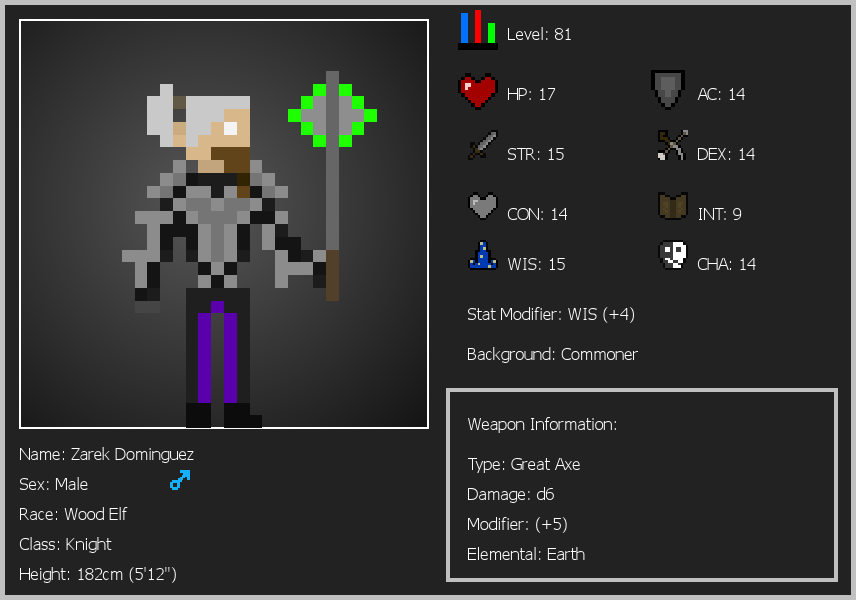 Level: 81
HP: 17
AC: 14
STR: 15
DEX: 14
CON: 14
INT: 9
WIS: 15
CHA: 14
Stat Modifier: WIS (+4)
Background: Commoner
Weapon Information:
Type: Great Axe
Damage: d6
Modifier: (+5)
Elemental: Earth
Name: Zarek Dominguez
Sex: Male
Race: Wood Elf
Class: Knight
Height: 182cm (5'12")